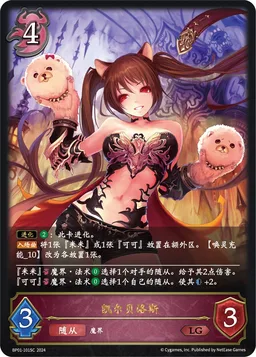 4
进化 2 ：此卡进化。
入场曲 将1张『米米』或1张『可可』放置在额外区。【唤灵充能_10】改为各放置1张。
『米米』 魔界·法术 0 选择1个对手的随从。给予其2点伤害。
『可可』 魔界·法术 0 选择1个自己的随从。使其 +2。
凯尔贝洛斯
3
随从 魔界
LG
3
BP01-101SC 2024
© Cygames, Inc. Published by NetEase Games